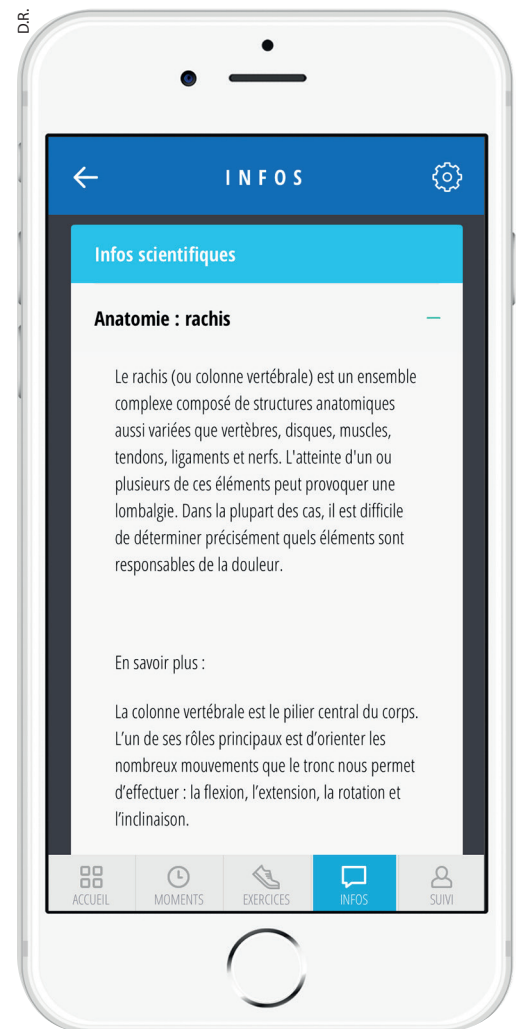 D.R.
INFOS
Infos scientifiques
Anatomie : rachis
Le rachis (ou colonne vertébrale) est un ensemble
complexe composé de structures anatomiques
aussi variées que vertèbres, disques, muscles,
tendons, ligaments et nerfs. L'atteinte d'un ou
plusieurs de ces éléments peut provoquer une
lombalgie. Dans la plupart des cas, il est difficile
de déterminer précisément quels éléments sont
responsables de la douleur.
En savoir plus :
La colonne vertébrale est le pilier central du corps.
L’un de ses rôles principaux est d’orienter les
nombreux mouvements que le tronc nous permet
d’effectuer : la flexion, l’extension, la rotation et
l’inclinaison.
ACCUEIL MOMENTS EXERCICES INFOS SUIVI